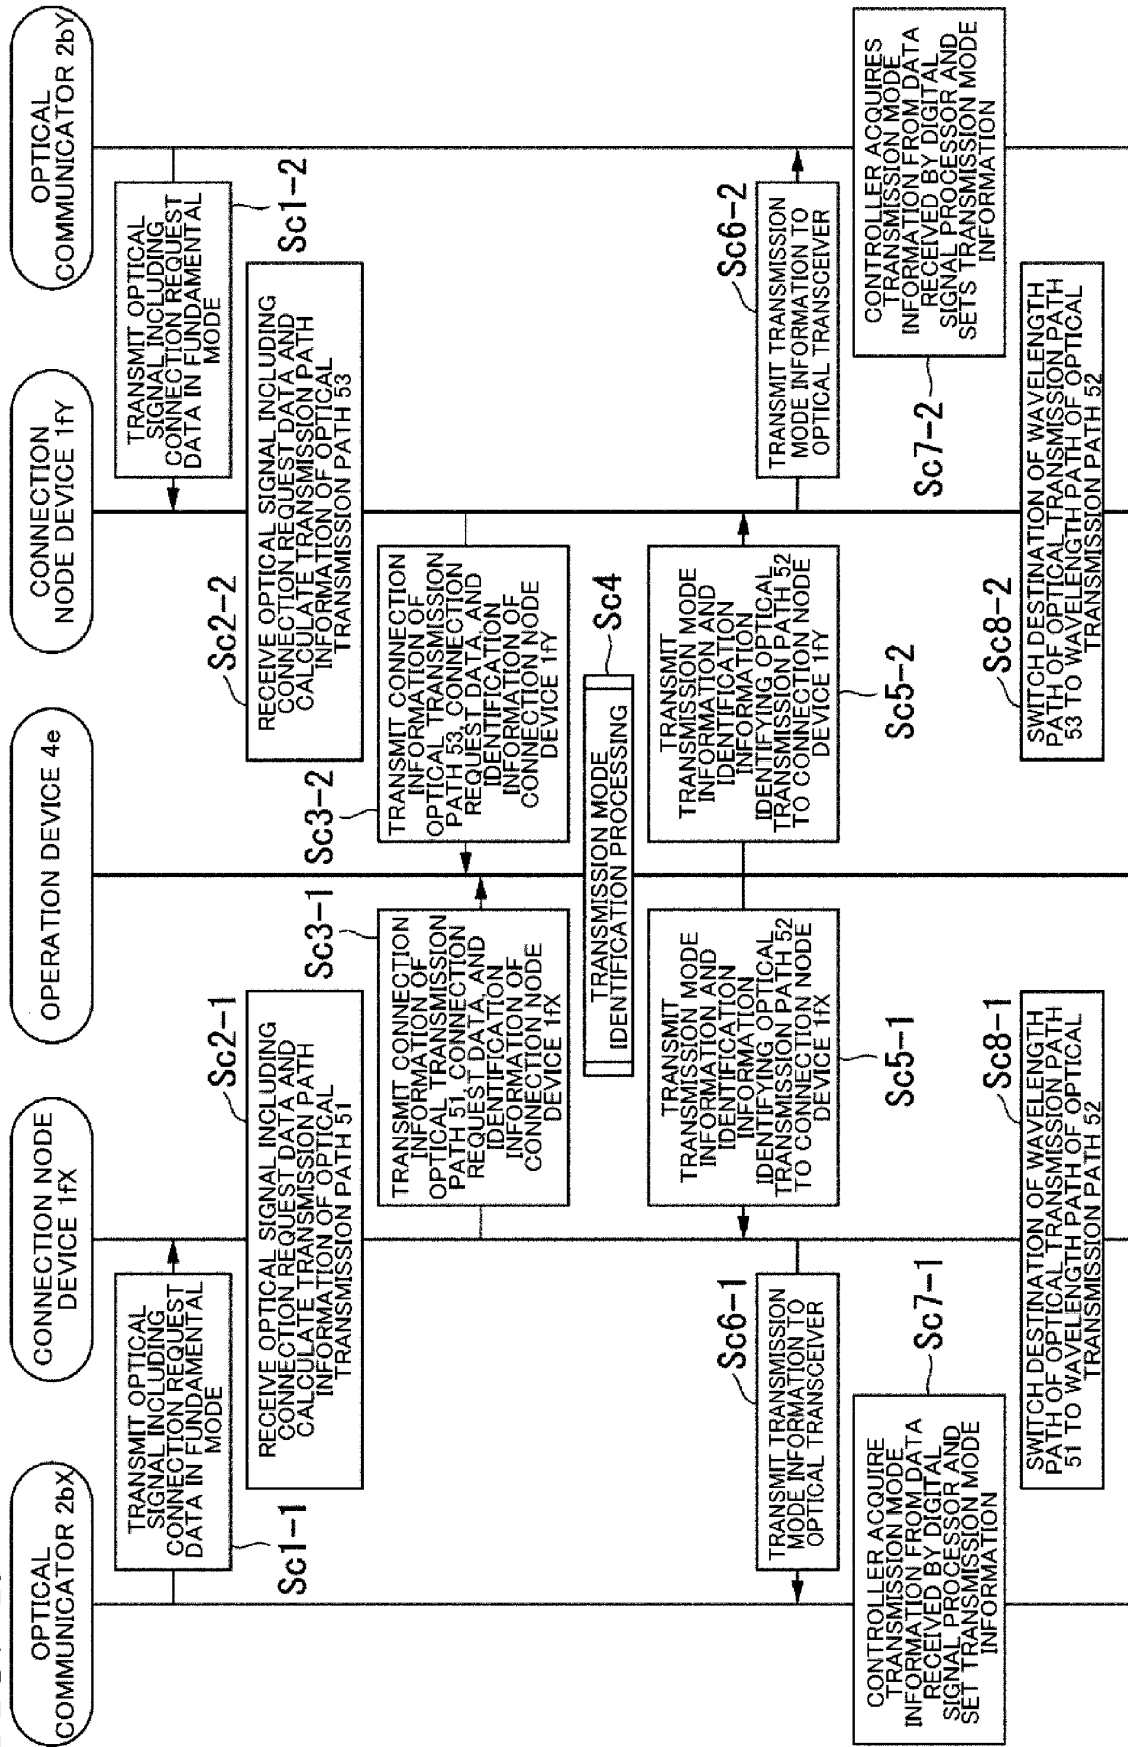 OPTICAL
COMMUNICATOR 2bX
CONNECTION NODE
DEVICE 1fX
OPERATION DEVICE 4e
CONNECTION
NODE DEVICE 1fY
OPTICAL
COMMUNICATOR 2bY
TRANSMIT OPTICAL
SIGNAL INCLUDING
CONNECTION REQUEST
DATA IN FUNDAMENTAL
MODE
Sc1-1
TRANSMIT OPTICAL
SIGNAL INCLUDING
CONNECTION REQUEST
DATA IN FUNDAMENTAL
MODE
Sc1-2
Sc2-1
RECEIVE OPTICAL SIGNAL INCLUDING
CONNECTION REQUEST DATA AND
CALCULATE TRANSMISSION PATH
INFORMATION OF OPTICAL
TRANSMISSION PATH 51
Sc2-2
RECEIVE OPTICAL SIGNAL INCLUDING
CONNECTION REQUEST DATA AND
CALCULATE TRANSMISSION PATH
INFORMATION OF OPTICAL
TRANSMISSION PATH 53
Sc3-1
TRANSMIT CONNECTION
INFORMATION OF
OPTICAL TRANSMISSION
PATH 51, CONNECTION
REQUEST DATA, AND
IDENTIFICATION
INFORMATION OF
CONNECTION NODE
DEVICE 1fX
Sc3-2
TRANSMIT CONNECTION
INFORMATION OF
OPTICAL TRANSMISSION
PATH 53, CONNECTION
REQUEST DATA, AND
IDENTIFICATION
INFORMATION OF
CONNECTION NODE
DEVICE 1fY
TRANSMISSION MODE
IDENTIFICATION PROCESSING
Sc4
TRANSMIT
TRANSMISSION MODE
INFORMATION AND
IDENTIFICATION
INFORMATION
IDENTIFYING OPTICAL
TRANSMISSION PATH 52
TO CONNECTION NODE
DEVICE 1fX
Sc5-1
TRANSMIT
TRANSMISSION MODE
INFORMATION AND
IDENTIFICATION
INFORMATION
IDENTIFYING OPTICAL
TRANSMISSION PATH 52
TO CONNECTION NODE
DEVICE 1fY
Sc5-2
Sc6-1
TRANSMIT TRANSMISSION
MODE INFORMATION TO
OPTICAL TRANSCEIVER
Sc6-2
TRANSMIT TRANSMISSION
MODE INFORMATION TO
OPTICAL TRANSCEIVER
CONTROLLER ACQUIRE
TRANSMISSION MODE
INFORMATION FROM DATA
RECEIVED BY DIGITAL
SIGNAL PROCESSOR AND
SET TRANSMISSION MODE
INFORMATION
Sc7-1
CONTROLLER ACQUIRES
TRANSMISSION MODE
INFORMATION FROM DATA
RECEIVED BY DIGITAL
SIGNAL PROCESSOR AND
SETS TRANSMISSION MODE
INFORMATION
Sc7-2
Sc8-1
SWITCH DESTINATION OF WAVELENGTH
PATH OF OPTICAL TRANSMISSION PATH
51 TO WAVELENGTH PATH OF OPTICAL
TRANSMISSION PATH 52
Sc8-2
SWITCH DESTINATION OF WAVELENGTH
PATH OF OPTICAL TRANSMISSION PATH
53 TO WAVELENGTH PATH OF OPTICAL
TRANSMISSION PATH 52